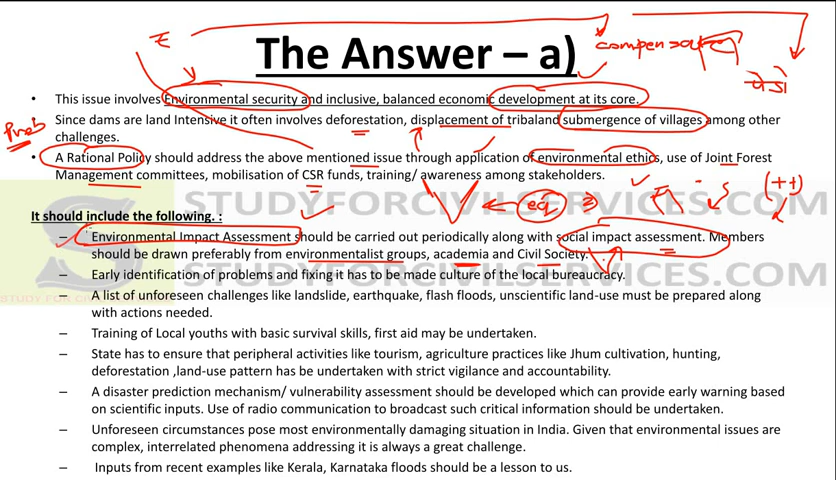 The Answer – a)
compensatory
• This issue involves Environmental security and inclusive, balanced economic development at its core.
Prob
• Since dams are land Intensive it often involves deforestation, displacement of tribaland submergence of villages among other
challenges.
• A Rational Policy should address the above mentioned issue through application of environmental ethics, use of Joint Forest
Management committees, mobilisation of CSR funds, training/ awareness among stakeholders.
STUDYFORCIVILSERVICES.COM
eq
(++)
It should include the following. :
– Environmental Impact Assessment should be carried out periodically along with social impact assessment. Members
should be drawn preferably from environmentalist groups, academia and Civil Society.
– Early identification of problems and fixing it has to be made culture of the local bureaucracy.
STUDYFORCIVILSERVICES.COM
– A list of unforeseen challenges like landslide, earthquake, flash floods, unscientific land-use must be prepared along
with actions needed.
– Training of Local youths with basic survival skills, first aid may be undertaken.
– State has to ensure that peripheral activities like tourism, agriculture practices like Jhum cultivation, hunting,
deforestation ,land-use pattern has be undertaken with strict vigilance and accountability.
– A disaster prediction mechanism/ vulnerability assessment should be developed which can provide early warning based
on scientific inputs. Use of radio communication to broadcast such critical information should be undertaken.
– Unforeseen circumstances pose most environmentally damaging situation in India. Given that environmental issues are
complex, interrelated phenomena addressing it is always a great challenge.
– Inputs from recent examples like Kerala, Karnataka floods should be a lesson to us.